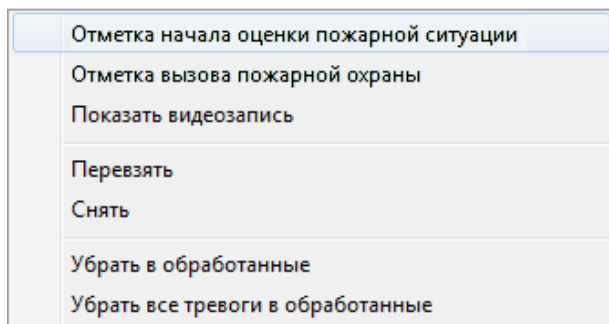 Отметка начала оценки пожарной ситуации
Отметка вызова пожарной охраны
Показать видеозапись
Перевзять
Снять
Убрать в обработанные
Убрать все тревоги в обработанные